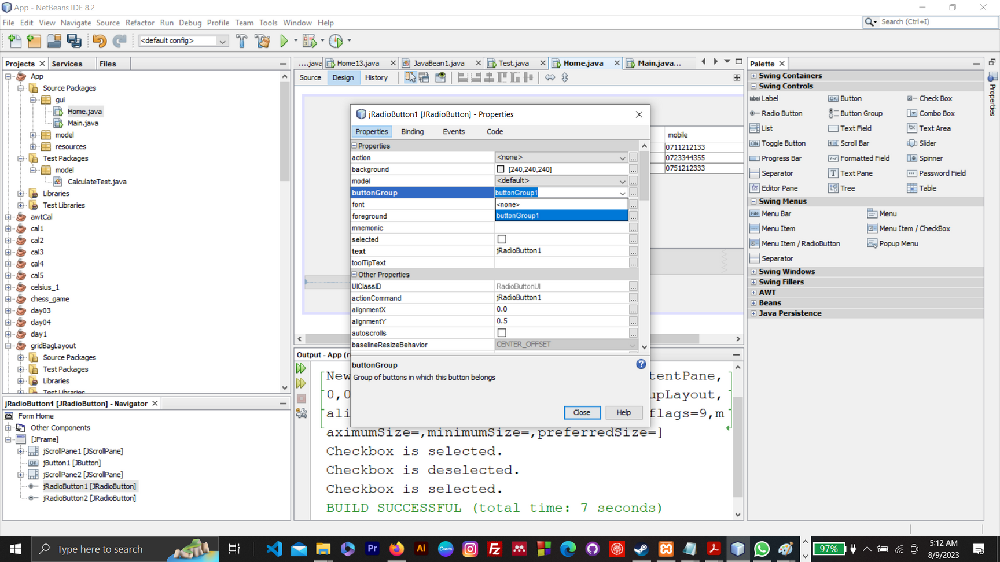 App - NetBeans IDE 8.2
File Edit View Navigate Source Refactor Run Debug Profile Team Tools Window Help
Search (Ctrl+I)
<default config>
Projects Services Files
App
Source Packages
gui
Home.java
Main.java
model
resources
Test Packages
model
CalculateTest.java
Libraries
Test Libraries
awtCal
cal1
cal2
cal3
cal4
cal5
celsius_1
chess_game
day03
day04
day1
gridBagLayout
Source Packages
Test Packages
Libraries
Test Libraries
jRadioButton1 [JRadioButton] - Navigator
Form Home
Other Components
[JFrame]
jScrollPane1 [JScrollPane]
jButton1 [JButton]
jScrollPane2 [JScrollPane]
jRadioButton1 [JRadioButton]
jRadioButton2 [JRadioButton]
....java Home13.java JavaBean1.java Test.java Home.java Main.java...
Source Design History
mobile
0711212133
0723344355
0751212333
jRadioButton1 [JRadioButton] - Properties
Properties Binding Events Code
Properties
action <none> ...
background [240,240,240] ...
model <default> ...
buttonGroup buttonGroup1 ...
<none>
buttonGroup1
font ...
foreground ...
mnemonic ...
selected ...
text jRadioButton1 ...
toolTipText ...
Other Properties
UIClassID RadioButtonUI ...
actionCommand jRadioButton1 ...
alignmentX 0.0 ...
alignmentY 0.5 ...
autoscrolls ...
baselineResizeBehavior CENTER_OFFSET
buttonGroup
Group of buttons in which this button belongs
Close Help
Output - App (r
New tentPane,
0,0 upLayout,
ali flags=9,m
aximumSize=,minimumSize=,preferredSize=]
Checkbox is selected.
Checkbox is deselected.
Checkbox is selected.
BUILD SUCCESSFUL (total time: 7 seconds)
Palette
Swing Containers
Swing Controls
Label Button Check Box
Radio Button Button Group Combo Box
List Text Field Text Area
Toggle Button Scroll Bar Slider
Progress Bar Formatted Field Spinner
Separator Text Pane Password Field
Editor Pane Tree Table
Swing Menus
Menu Bar Menu
Menu Item Menu Item / CheckBox
Menu Item / RadioButton Popup Menu
Separator
Swing Windows
Swing Fillers
AWT
Beans
Java Persistence
Properties
Type here to search
97%
5:12 AM
8/9/2023